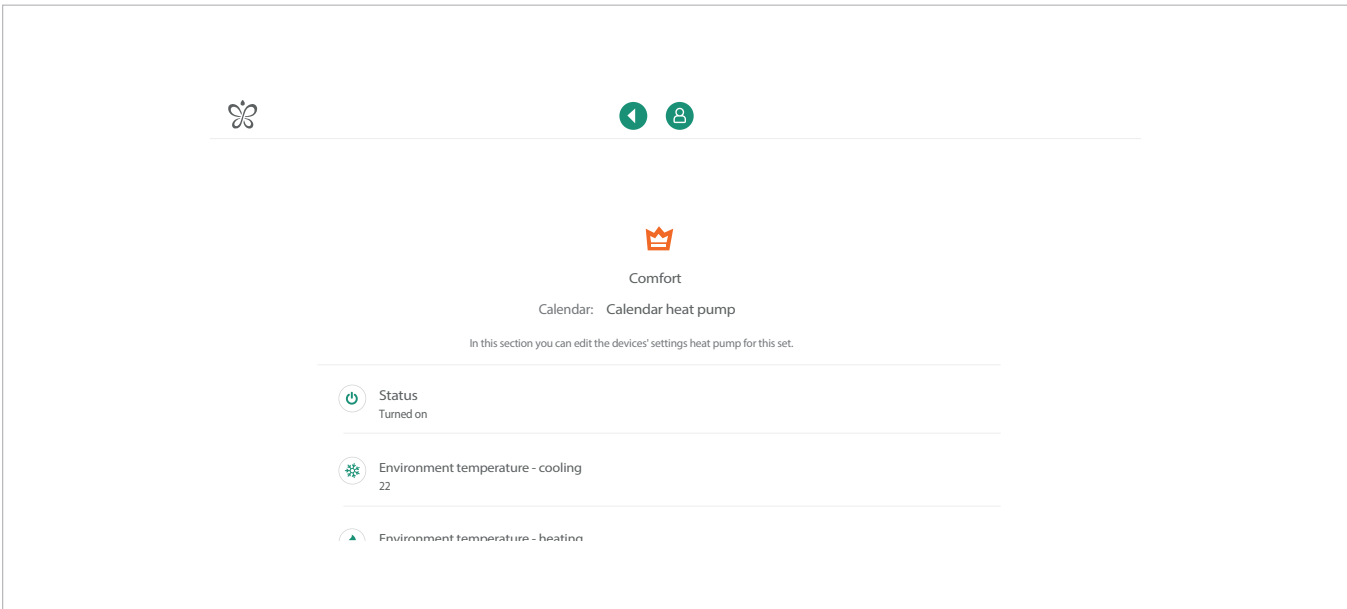 Comfort
Calendar: Calendar heat pump
In this section you can edit the devices' settings heat pump for this set.
Status
Turned on
Environment temperature - cooling
22
Environment temperature - heating